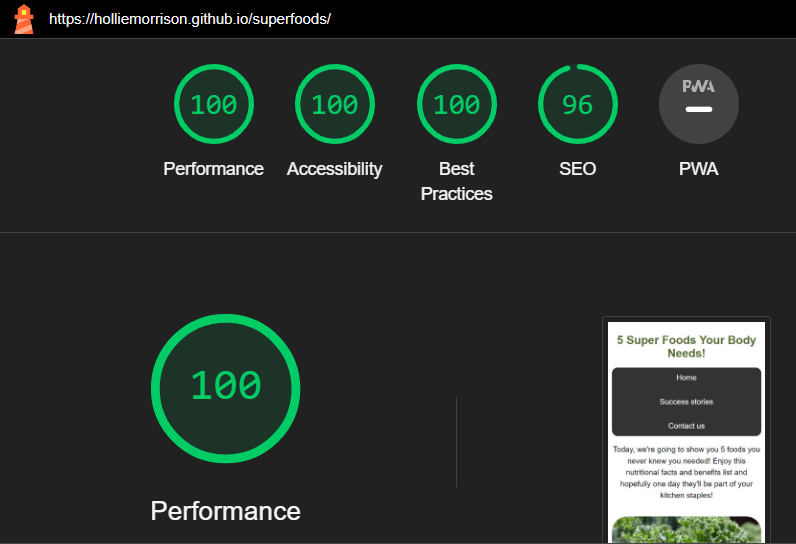 https://holliemorrison.github.io/superfoods/
100
100
100
96
PWA
Performance
Accessibility
Best
Practices
SEO
PWA
100
Performance
5 Super Foods Your Body
Needs!
Home
Success stories
Contact us
Today, we're going to show you 5 foods you
never knew you needed! Enjoy this
nutritional facts and benefits list and
hopefully one day they'll be part of your
kitchen staples!